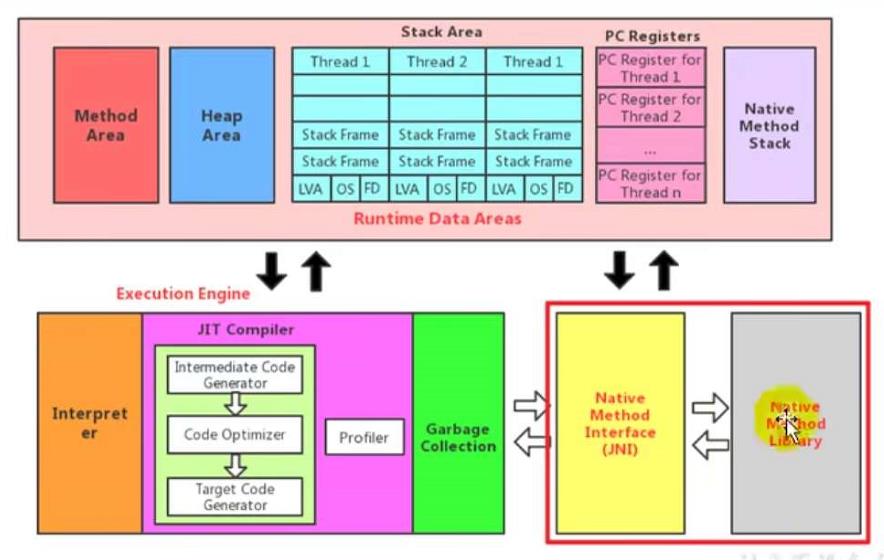 Stack Area
PC Registers
Method
Area
Heap
Area
Thread 1
Thread 2
Thread 1
Stack Frame
Stack Frame
Stack Frame
Stack Frame
Stack Frame
Stack Frame
LVA
OS
FD
LVA
OS
FD
LVA
OS
FD
PC Register for
Thread 1
PC Register for
Thread 2
...
PC Register for
Thread n
Native
Method
Stack
Runtime Data Areas
Execution Engine
Interpret
er
JIT Compiler
Intermediate Code
Generator
Code Optimizer
Target Code
Generator
Profiler
Garbage
Collection
Native
Method
Interface
(JNI)
Native
Method
Library